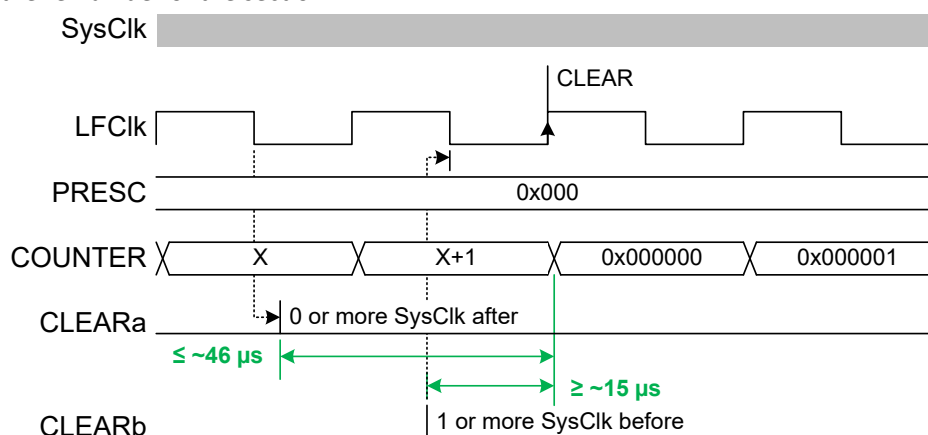 SysClk
CLEAR
LFClk
PRESC
0x000
COUNTER
X
X+1
0x000000
0x000001
CLEARa
0 or more SysClk after
≤ ~46 µs
≥ ~15 µs
CLEARb
1 or more SysClk before